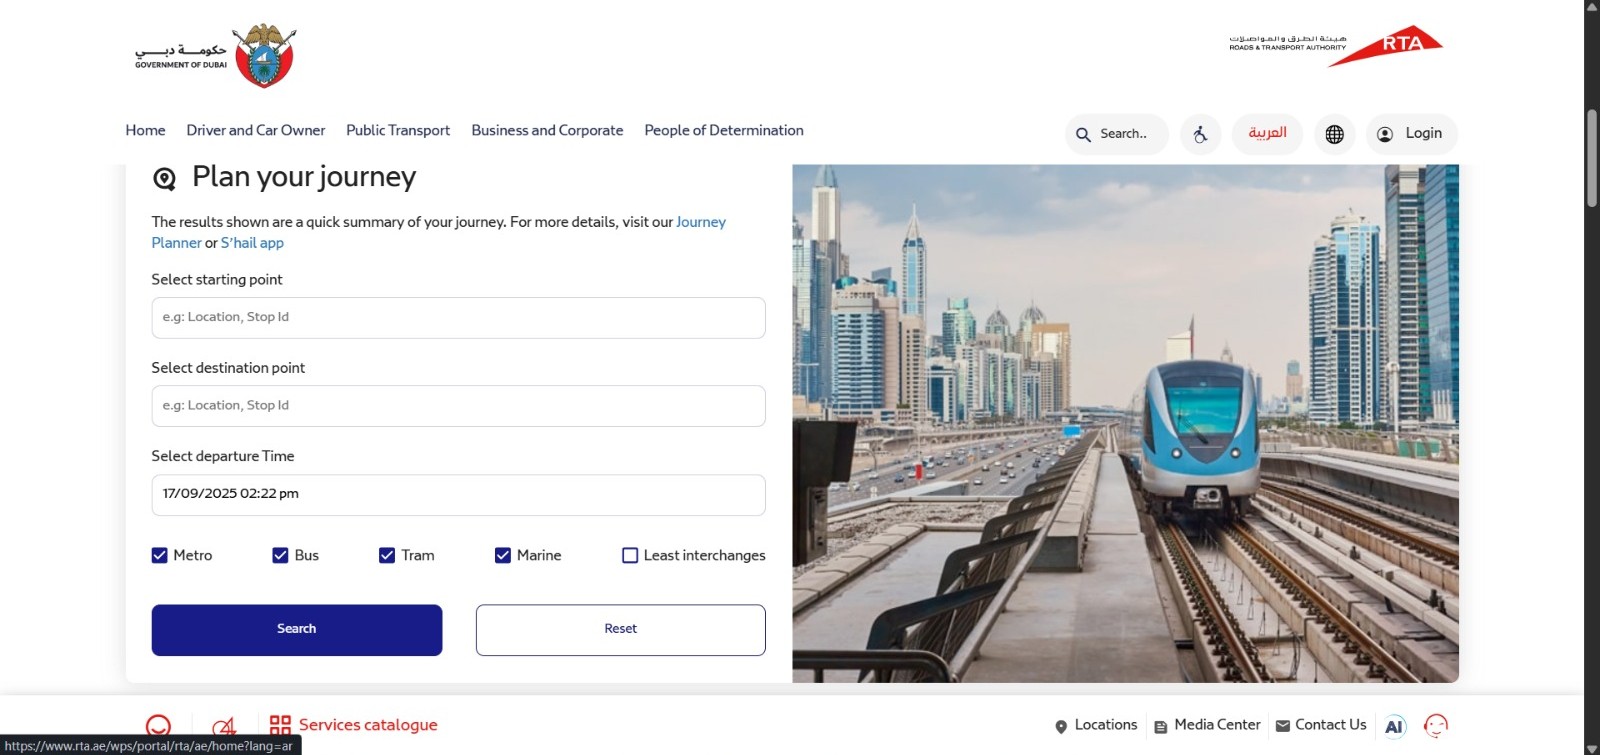 حكومة دبي
GOVERNMENT OF DUBAI
هيئة الطرق و المواصلات
ROADS & TRANSPORT AUTHORITY
RTA
Home Driver and Car Owner Public Transport Business and Corporate People of Determination
Search.. العربية Login
Plan your journey
The results shown are a quick summary of your journey. For more details, visit our Journey
Planner or S'hail app
Select starting point
e.g: Location, Stop Id
Select destination point
e.g: Location, Stop Id
Select departure Time
17/09/2025 02:22 pm
Metro Bus Tram Marine Least interchanges
Search Reset
Services catalogue Locations Media Center Contact Us AI
https://www.rta.ae/wps/portal/rta/ae/home?lang=ar